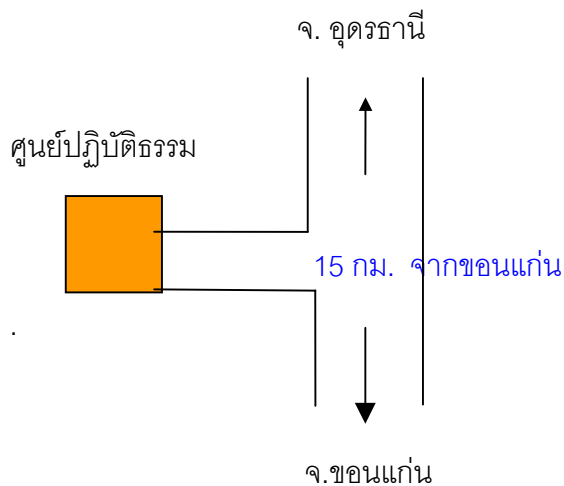 จ. อุดรธานี
ศูนย์ปฏิบัติธรรม
15 กม.  จากขอนแก่น
.
จ.ขอนแก่น